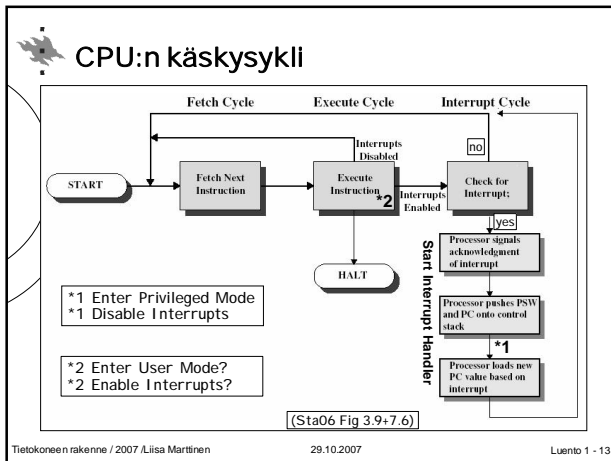 CPU:n käskysykli
Fetch Cycle
Execute Cycle
Interrupt Cycle
Interrupts
Disabled
no
START
Fetch Next
Instruction
Execute
Instruction
*2
Interrupts
Enabled
Check for
Interrupt;
yes
HALT
Start Interrupt Handler
Processor signals
acknowledgment
of interrupt
Processor pushes PSW
and PC onto control
stack
*1
Processor loads new
PC value based on
interrupt
*1 Enter Privileged Mode
*1 Disable Interrupts
*2 Enter User Mode?
*2 Enable Interrupts?
(Sta06 Fig 3.9+7.6)
Tietokoneen rakenne / 2007 /Liisa Marttinen
29.10.2007
Luento 1 - 13